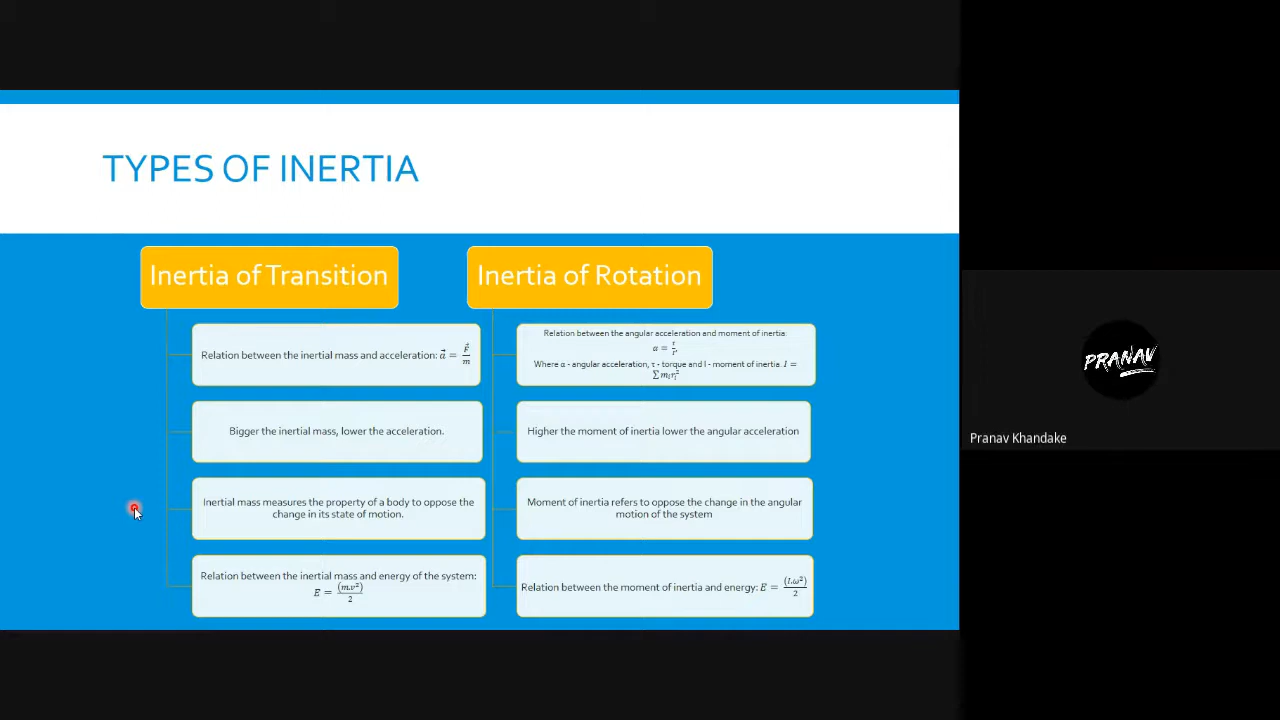 TYPES OF INERTIA
Inertia of Transition
Relation between the inertial mass and acceleration: a⃗ = F⃗/m
Bigger the inertial mass, lower the acceleration.
Inertial mass measures the property of a body to oppose the
change in its state of motion.
Relation between the inertial mass and energy of the system:
E = (m.v²)/2
Inertia of Rotation
Relation between the angular acceleration and moment of inertia:
α = τ/I,
Where α - angular acceleration, τ - torque and I - moment of inertia. I =
∑ mᵢrᵢ²
Higher the moment of inertia lower the angular acceleration
Moment of inertia refers to oppose the change in the angular
motion of the system
Relation between the moment of inertia and energy: E = (I.ω²)/2
PRANAV
Pranav Khandake